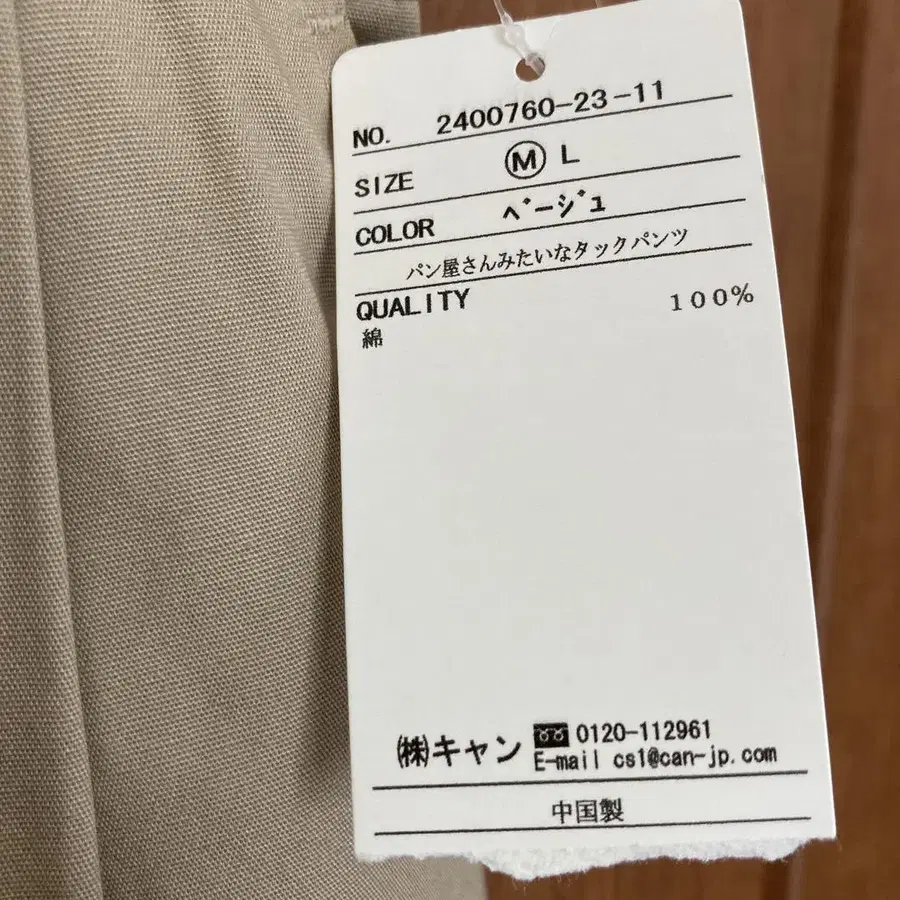 NO. 2400760-23-11
SIZE Ⓜ L
COLOR ﾍﾞｰｼﾞｭ
パン屋さんみたいなタックパンツ
QUALITY
綿 100%
㈱キャン 0120-112961
E-mail cs1@can-jp.com
中国製